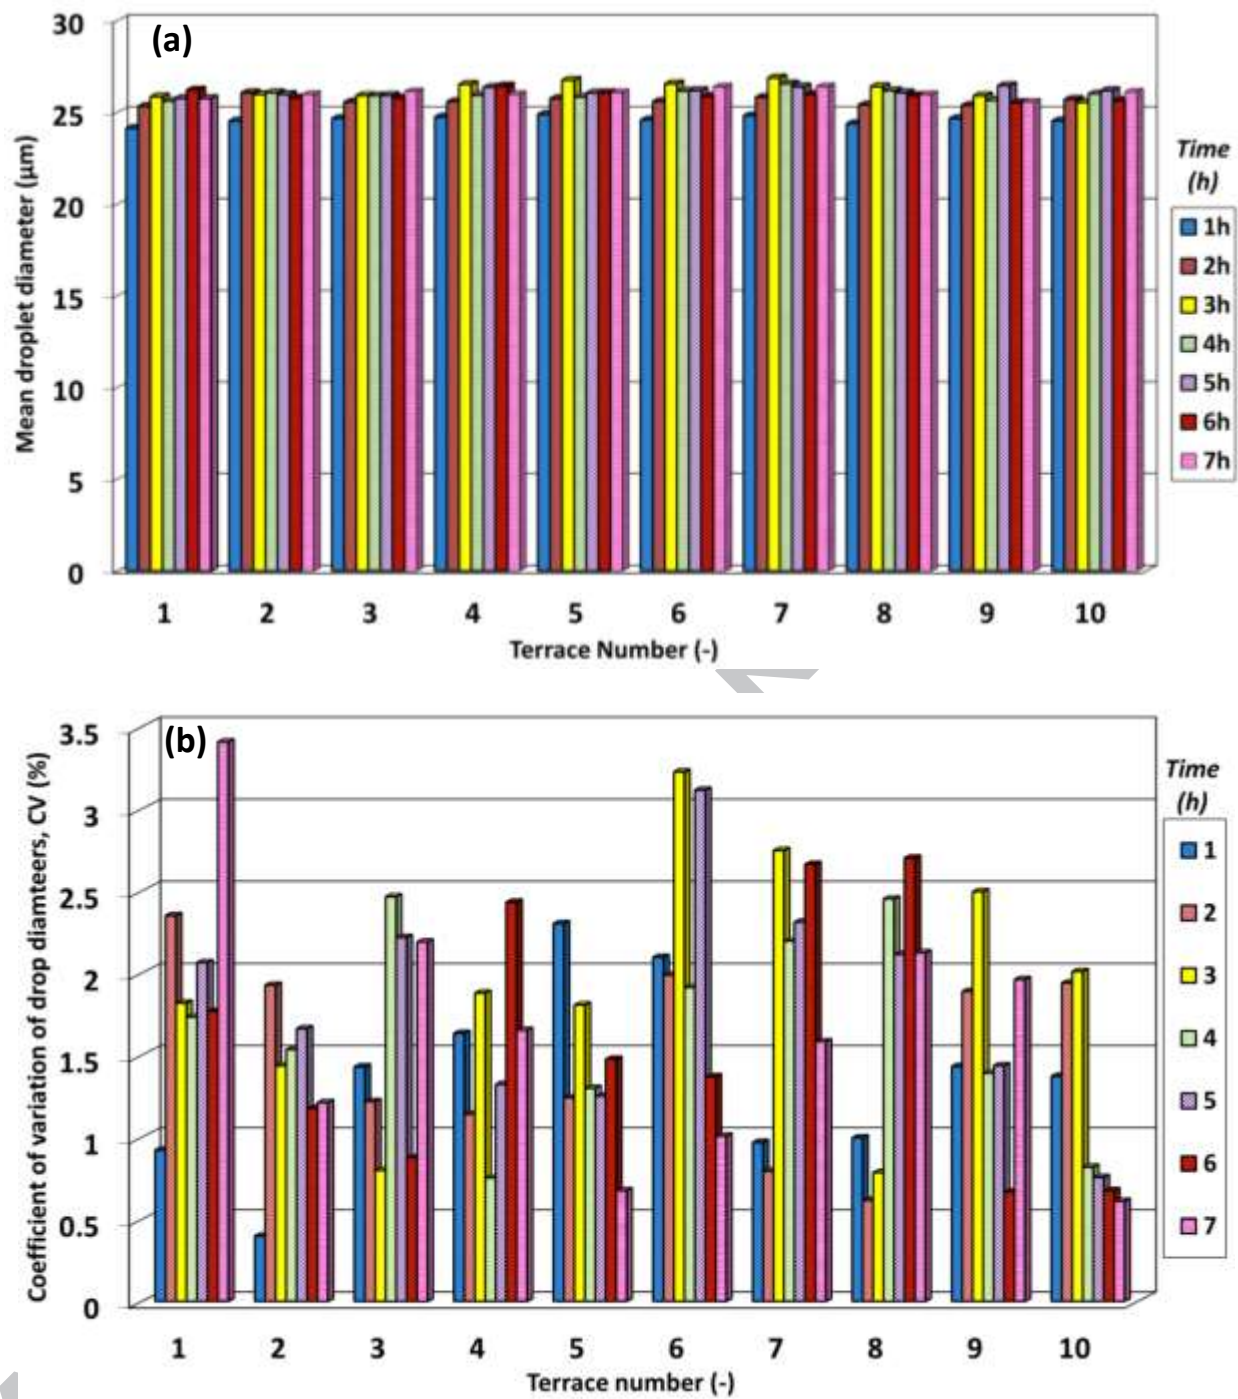 (a)
30
25
20
15
10
5
0
Mean droplet diameter (µm)
1 2 3 4 5 6 7 8 9 10
Terrace Number (-)
Time
(h)
1h
2h
3h
4h
5h
6h
7h
(b)
3.5
3
2.5
2
1.5
1
0.5
0
Coefficient of variation of drop diamteers, CV (%)
1 2 3 4 5 6 7 8 9 10
Terrace number (-)
Time
(h)
1
2
3
4
5
6
7